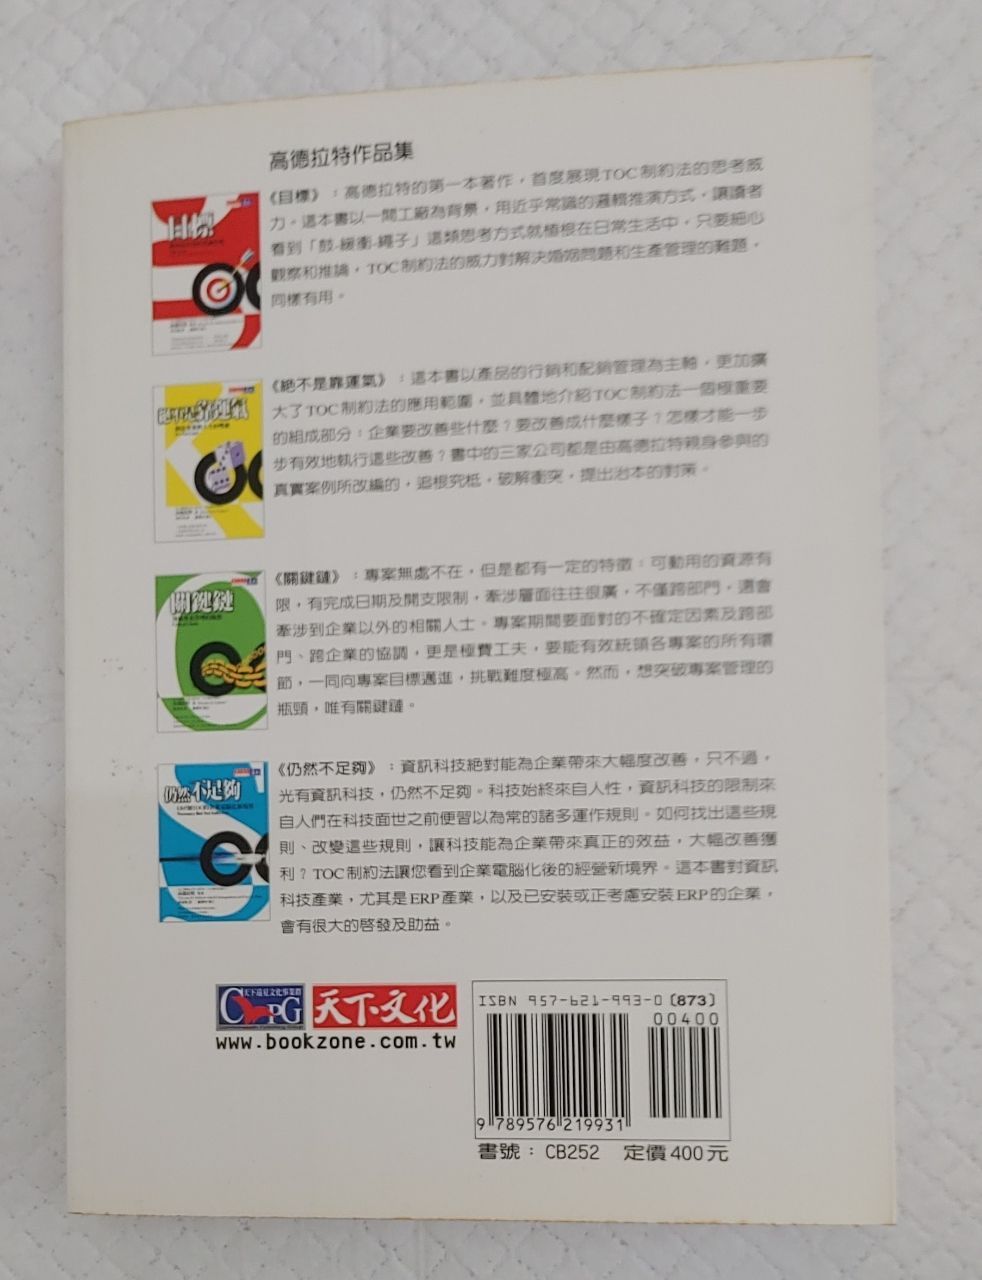 高德拉特作品集
目標
《目標》：高德拉特的第一本著作，首度展現TOC制約法的思考威
力。這本書以一間工廠為背景，用近乎常識的邏輯推演方式，讓讀者
看到「鼓-緩衝-繩子」這類思考方式就植根在日常生活中，只要細心
觀察和推論，TOC制約法的威力對解決婚姻問題和生產管理的難題，
同樣有用。
絕不是靠運氣
《絕不是靠運氣》：這本書以產品的行銷和配銷管理為主軸，更加擴
大了TOC制約法的應用範圍，並具體地介紹TOC制約法一個極重要
的組成部分：企業要改善些什麼？要改善成什麼樣子？怎樣才能一步
步有效地執行這些改善？書中的三家公司都是由高德拉特親身參與的
真實案例所改編的，追根究柢，破解衝突，提出治本的對策。
關鍵鏈
《關鍵鏈》：專案無處不在，但是都有一定的特徵：可動用的資源有
限，有完成日期及開支限制，牽涉層面往往很廣，不僅跨部門，還會
牽涉到企業以外的相關人士。專案期間要面對的不確定因素及跨部
門、跨企業的協調，更是極費工夫，要能有效統領各專案的所有環
節，一同向專案目標邁進，挑戰難度極高。然而，想突破專案管理的
瓶頸，唯有關鍵鏈。
仍然不足夠
《仍然不足夠》：資訊科技絕對能為企業帶來大幅度改善，只不過，
光有資訊科技，仍然不足夠。科技始終來自人性，資訊科技的限制來
自人們在科技面世之前便習以為常的諸多運作規則。如何找出這些規
則、改變這些規則，讓科技能為企業帶來真正的效益，大幅改善獲
利？TOC制約法讓您看到企業電腦化後的經營新境界。這本書對資訊
科技產業，尤其是ERP產業，以及已安裝或正考慮安裝ERP的企業，
會有很大的啓發及助益。
天下遠見文化事業群
CWPG
天下文化
www.bookzone.com.tw
ISBN 957-621-993-0 (873)
00400
9 789576 219931
書號：CB252 定價400元